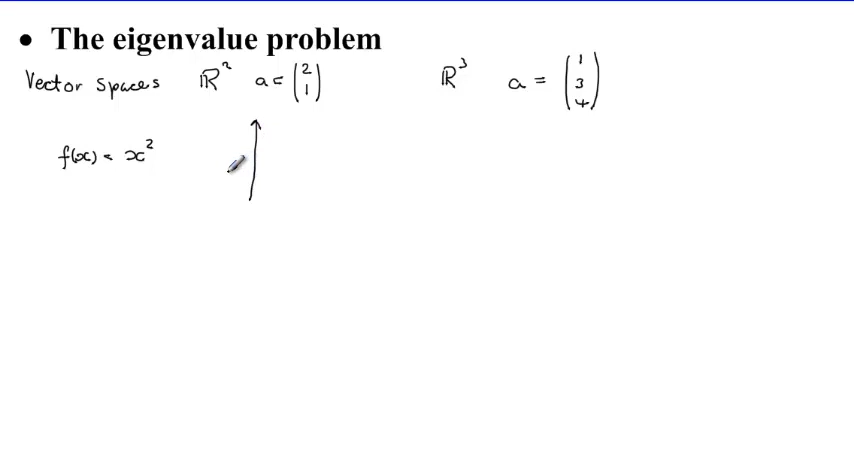 • The eigenvalue problem
Vector spaces ℝ² a = (2 1) ℝ³ a = (1 3 4)
f(x) = x²